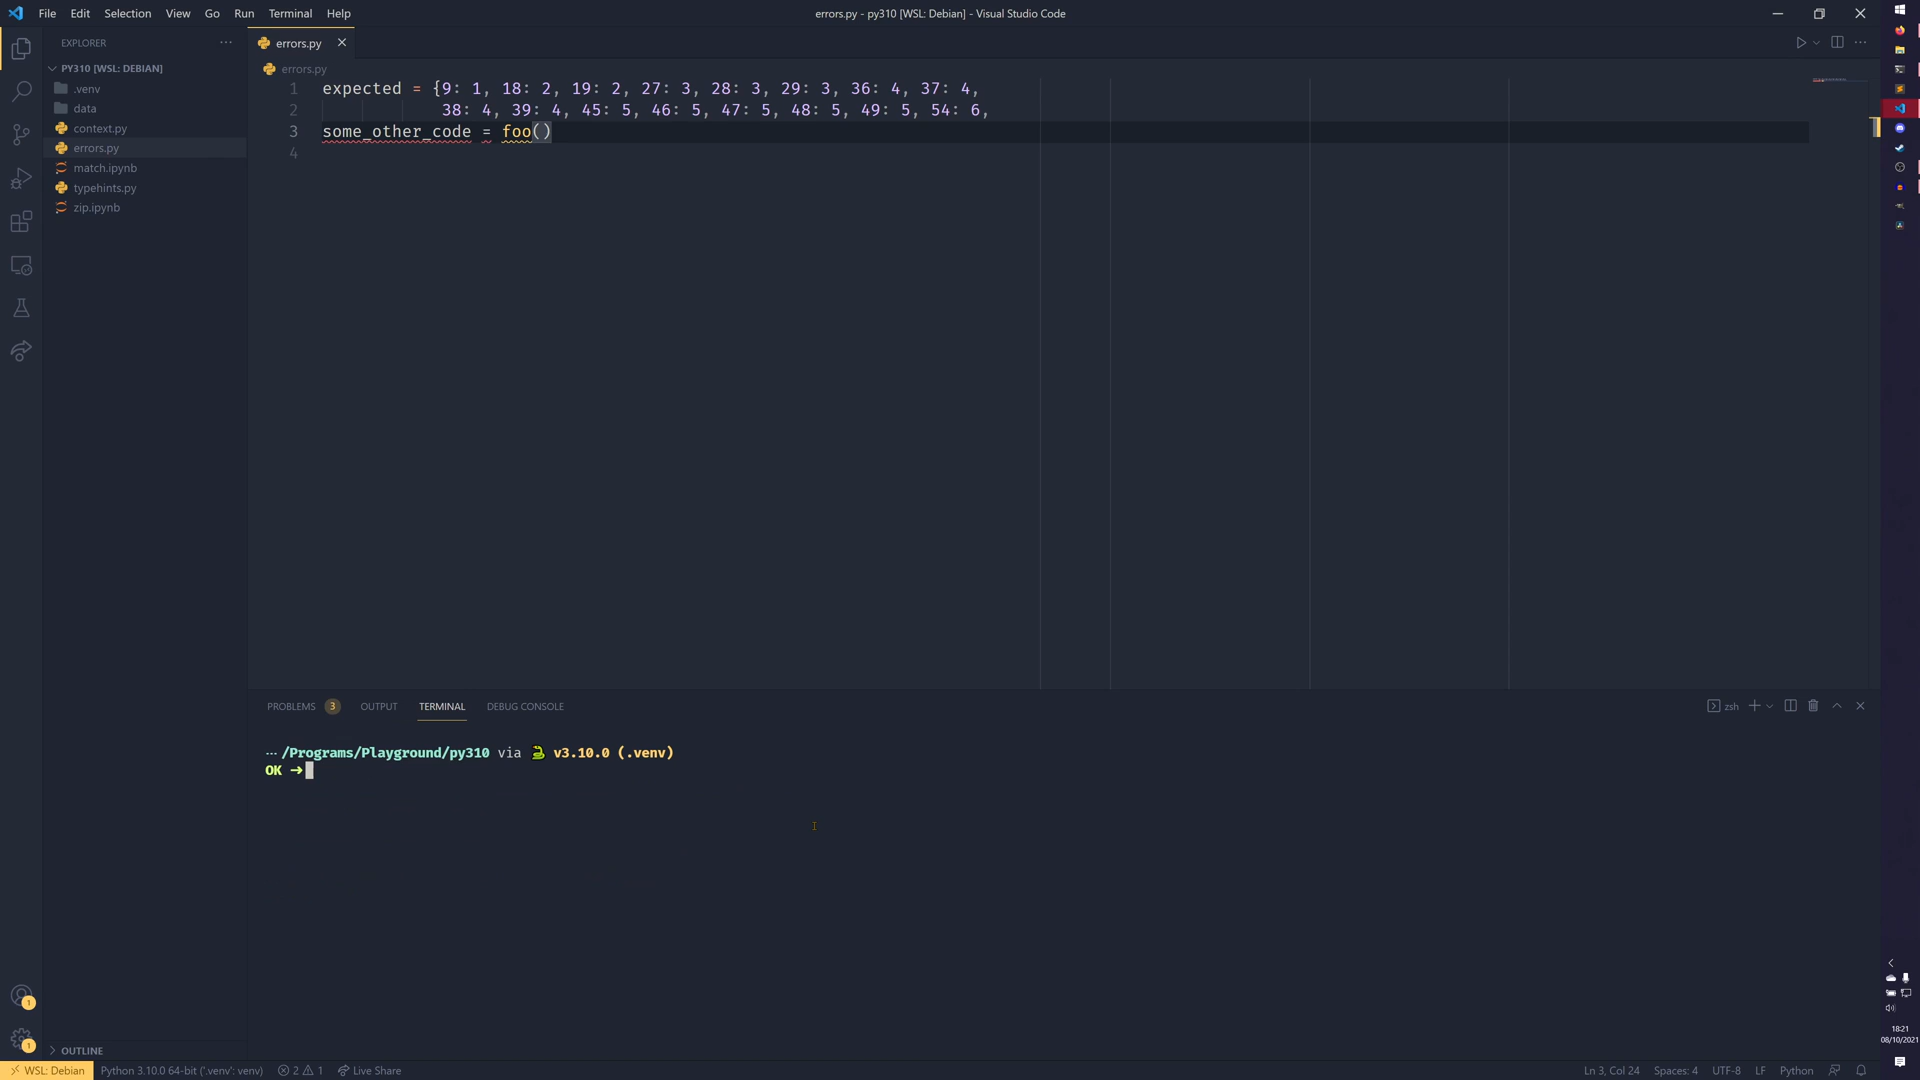 File Edit Selection View Go Run Terminal Help
errors.py - py310 [WSL: Debian] - Visual Studio Code
EXPLORER
PY310 [WSL: DEBIAN]
.venv
data
context.py
errors.py
match.ipynb
typehints.py
zip.ipynb
OUTLINE
errors.py
errors.py
1 expected = {9: 1, 18: 2, 19: 2, 27: 3, 28: 3, 29: 3, 36: 4, 37: 4,
2 38: 4, 39: 4, 45: 5, 46: 5, 47: 5, 48: 5, 49: 5, 54: 6,
3 some_other_code = foo()
4
PROBLEMS 3 OUTPUT TERMINAL DEBUG CONSOLE
zsh
... /Programs/Playground/py310 via v3.10.0 (.venv)
OK ➜
1
1
WSL: Debian Python 3.10.0 64-bit ('.venv': venv) 2 1 Live Share
Ln 3, Col 24 Spaces: 4 UTF-8 LF Python
18:21
08/10/2021